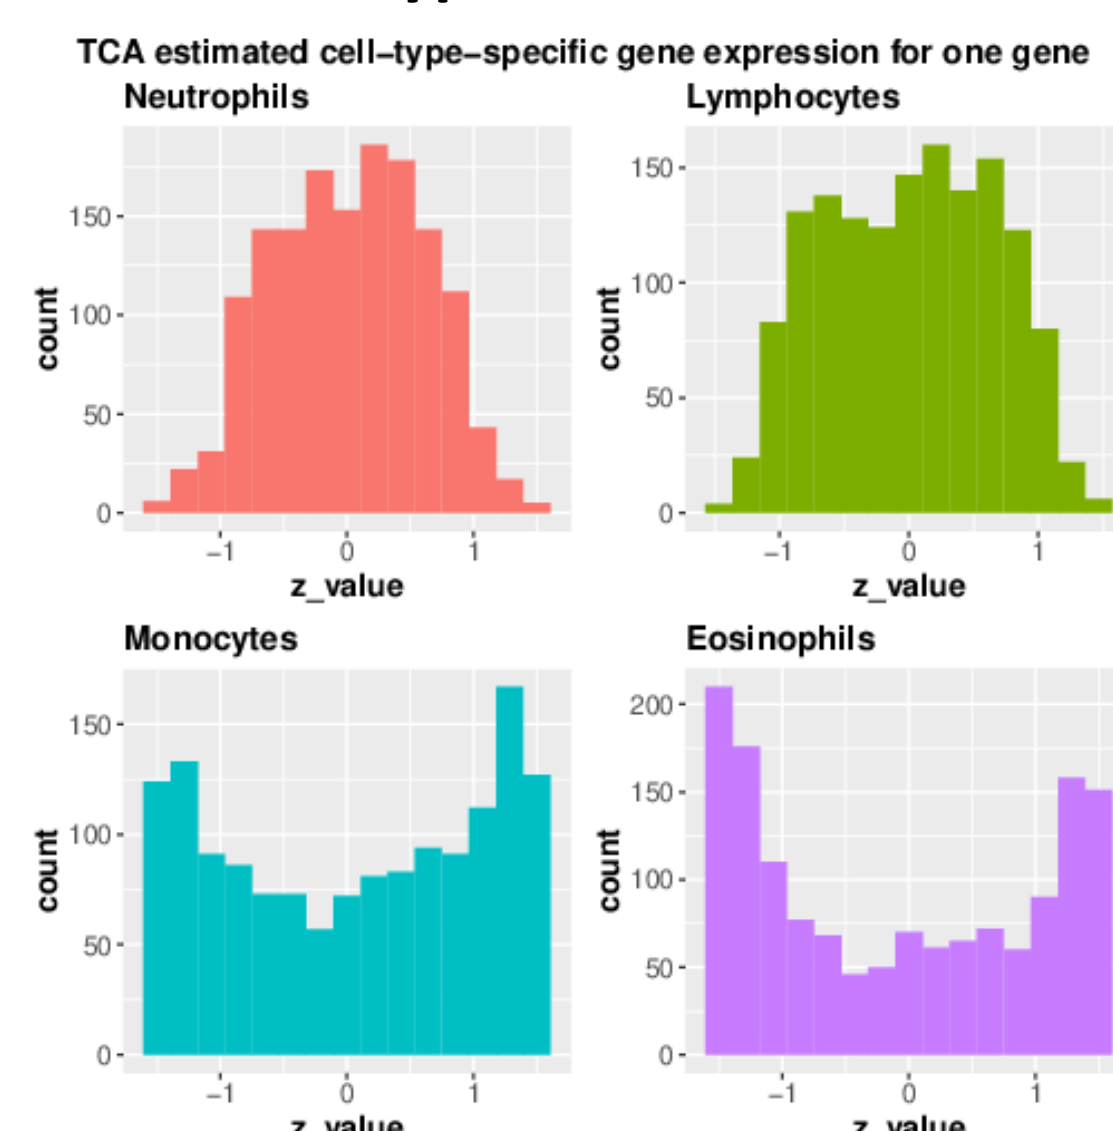 TCA estimated cell−type−specific gene expression for one gene
Neutrophils
150
100
50
0
count
−1 0 1
z_value
Lymphocytes
150
100
50
0
count
−1 0 1
z_value
Monocytes
150
100
50
0
count
−1 0 1
z_value
Eosinophils
200
150
100
50
0
count
−1 0 1
z_value